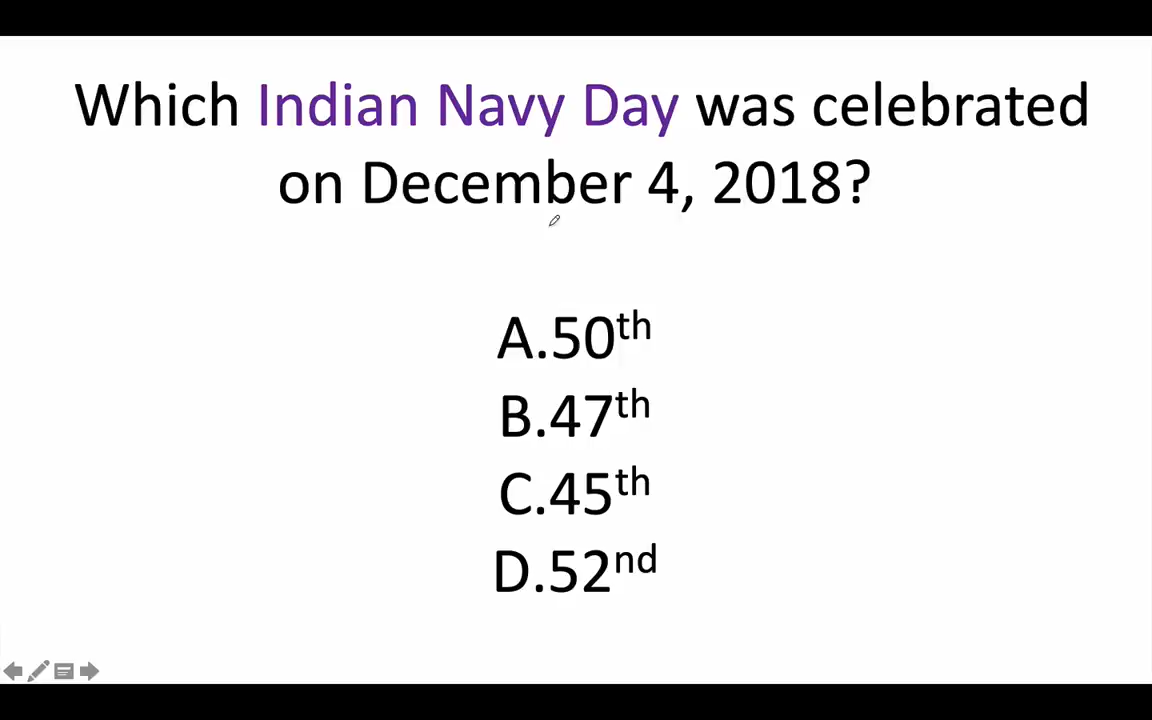 Which Indian Navy Day was celebrated
on December 4, 2018?
A.50th
B.47th
C.45th
D.52nd